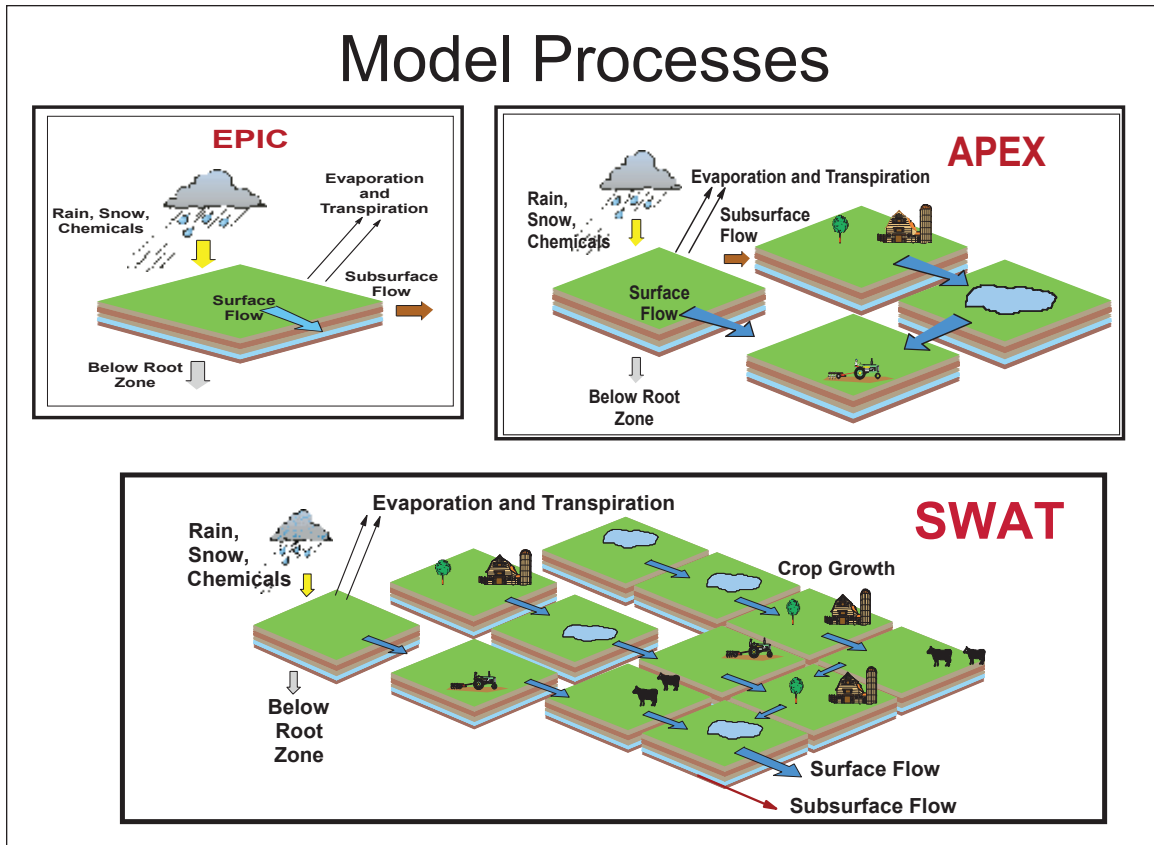 Model Processes
EPIC
Rain, Snow,
Chemicals
Evaporation
and
Transpiration
Surface
Flow
Subsurface
Flow
Below Root
Zone
APEX
Rain,
Snow,
Chemicals
Evaporation and Transpiration
Subsurface
Flow
Surface
Flow
Below Root
Zone
SWAT
Evaporation and Transpiration
Rain,
Snow,
Chemicals
Crop Growth
Below
Root
Zone
Surface Flow
Subsurface Flow